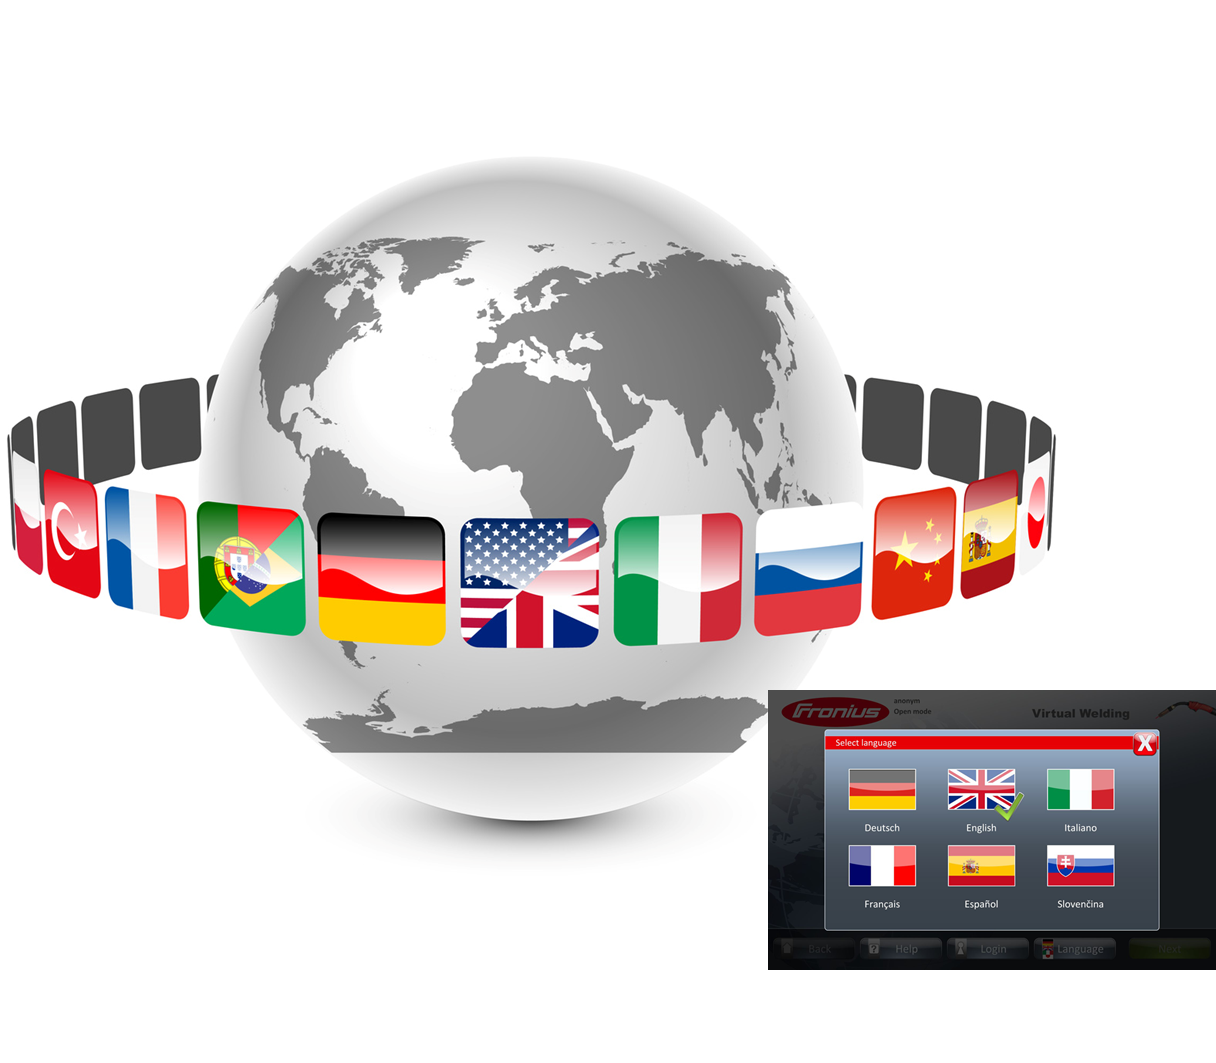 Fronius
anonym
Open mode
Virtual Welding
Select language
X
Deutsch
English
Italiano
Français
Español
Slovenčina
Back
? Help
Login
Language
Next